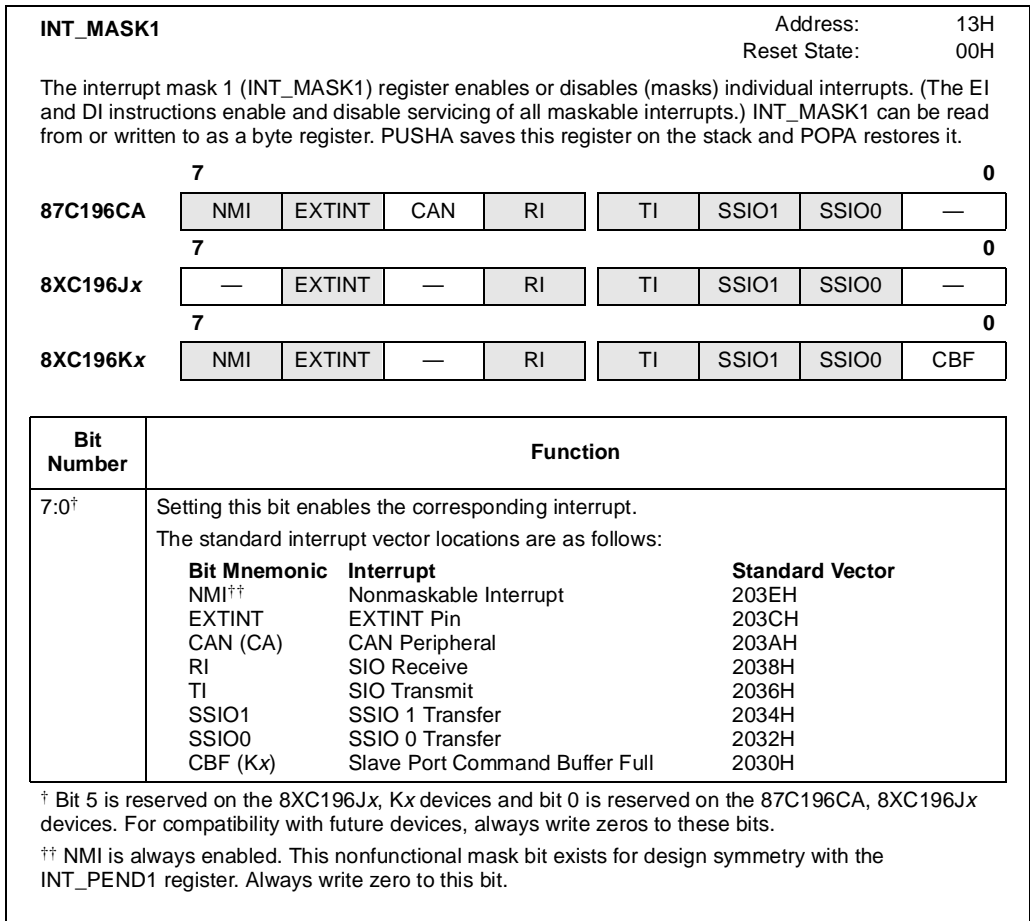 INT_MASK1
Address: 13H
Reset State: 00H
The interrupt mask 1 (INT_MASK1) register enables or disables (masks) individual interrupts. (The EI
and DI instructions enable and disable servicing of all maskable interrupts.) INT_MASK1 can be read
from or written to as a byte register. PUSHA saves this register on the stack and POPA restores it.
7 0
87C196CA NMI EXTINT CAN RI TI SSIO1 SSIO0 —
7 0
8XC196Jx — EXTINT — RI TI SSIO1 SSIO0 —
7 0
8XC196Kx NMI EXTINT — RI TI SSIO1 SSIO0 CBF
Bit
Number
Function
7:0†
Setting this bit enables the corresponding interrupt.
The standard interrupt vector locations are as follows:
Bit Mnemonic Interrupt Standard Vector
NMI†† Nonmaskable Interrupt 203EH
EXTINT EXTINT Pin 203CH
CAN (CA) CAN Peripheral 203AH
RI SIO Receive 2038H
TI SIO Transmit 2036H
SSIO1 SSIO 1 Transfer 2034H
SSIO0 SSIO 0 Transfer 2032H
CBF (Kx) Slave Port Command Buffer Full 2030H
† Bit 5 is reserved on the 8XC196Jx, Kx devices and bit 0 is reserved on the 87C196CA, 8XC196Jx
devices. For compatibility with future devices, always write zeros to these bits.
†† NMI is always enabled. This nonfunctional mask bit exists for design symmetry with the
INT_PEND1 register. Always write zero to this bit.